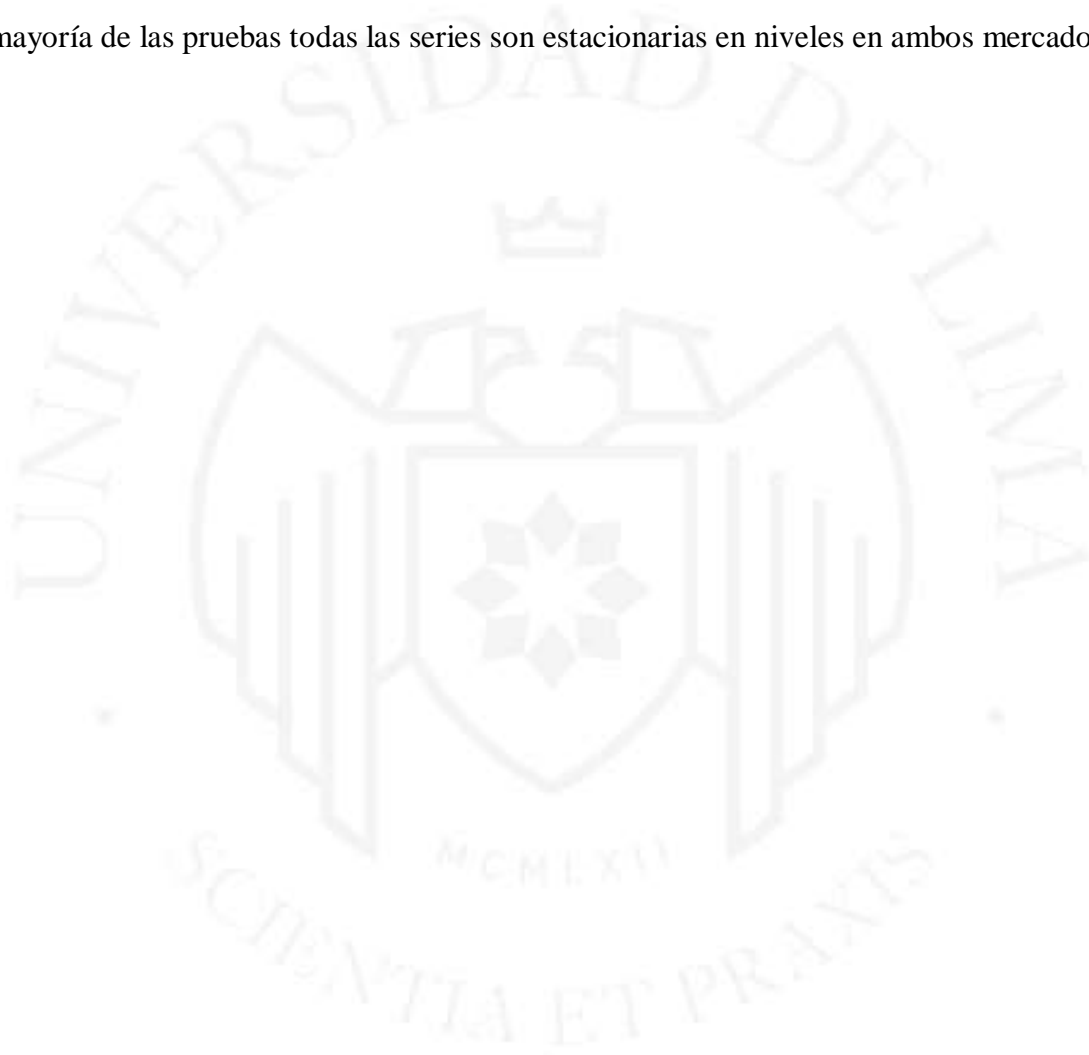 mayoría de las pruebas todas las series son estacionarias en niveles en ambos mercado
UNIVERSIDAD DE LIMA
MCMLXII
SCIENTIA ET PRAXIS